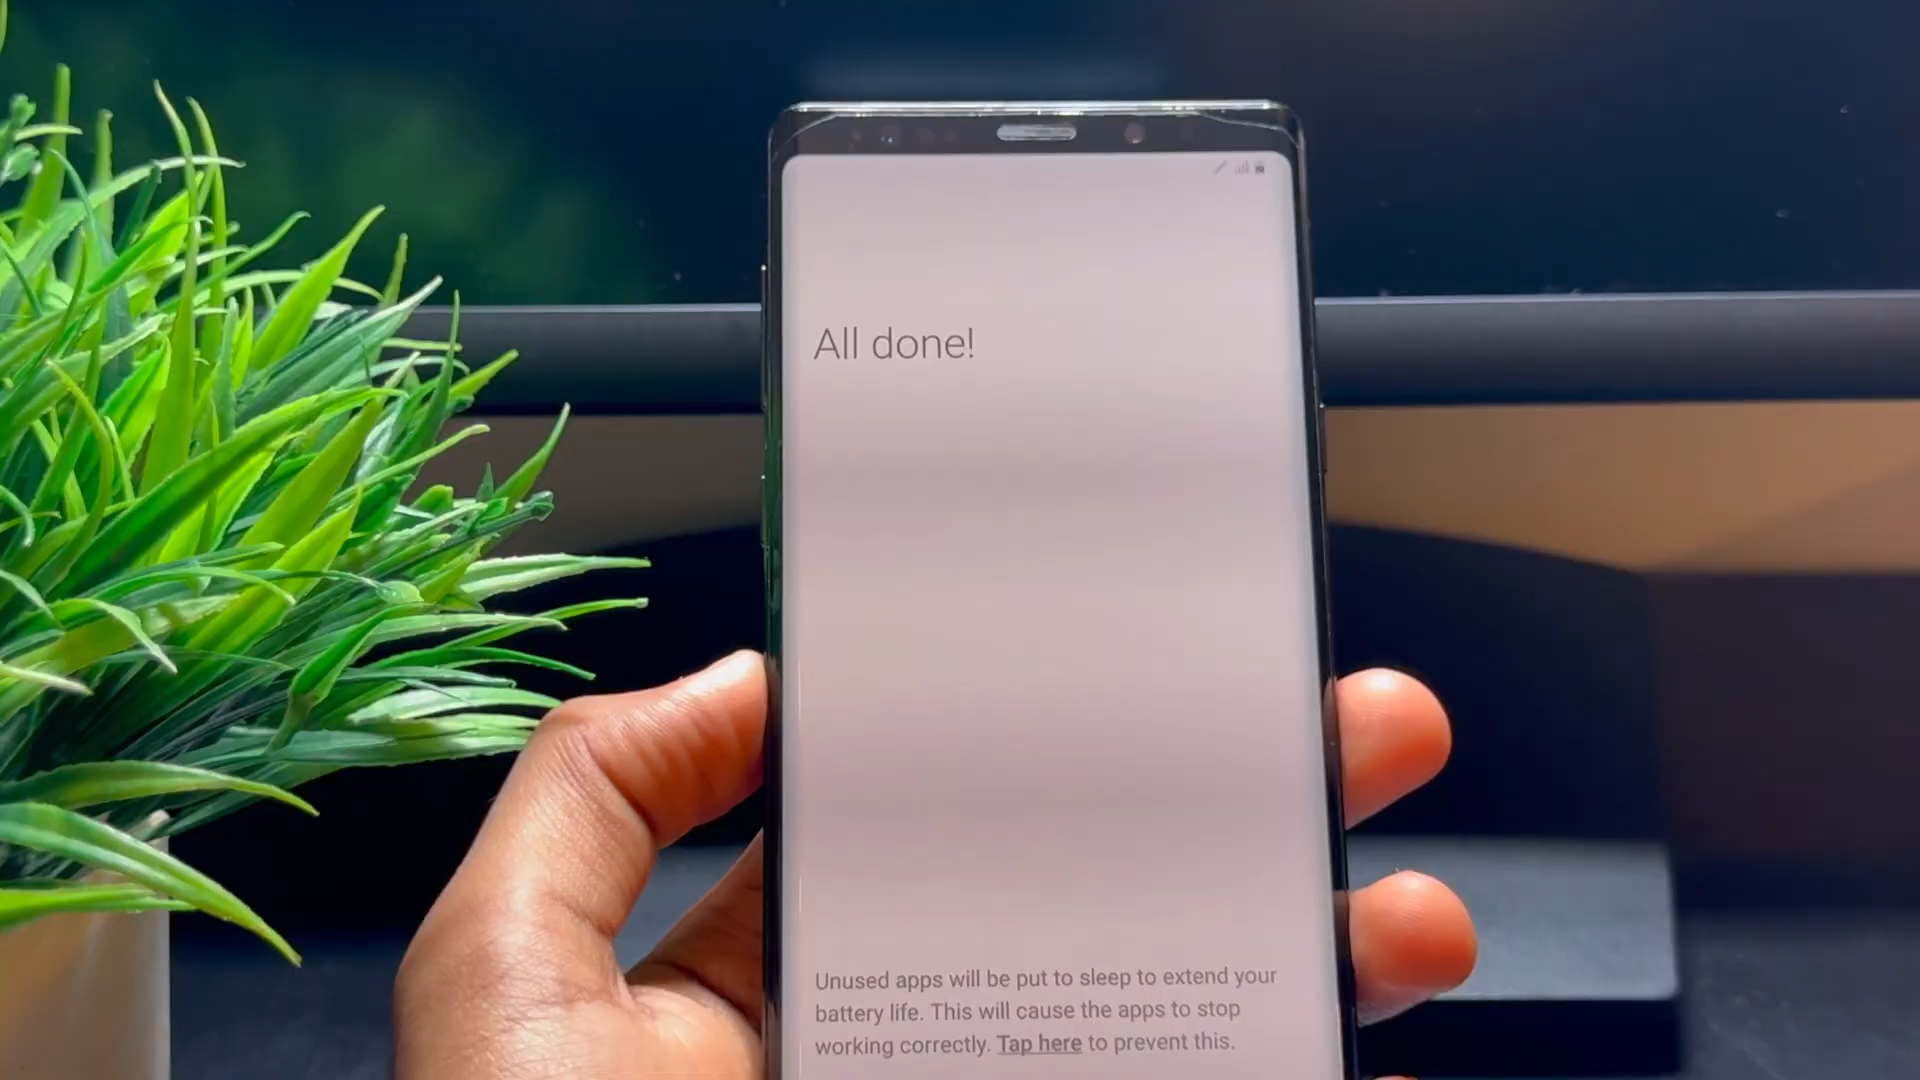 All done!
Unused apps will be put to sleep to extend your
battery life. This will cause the apps to stop
working correctly. Tap here to prevent this.